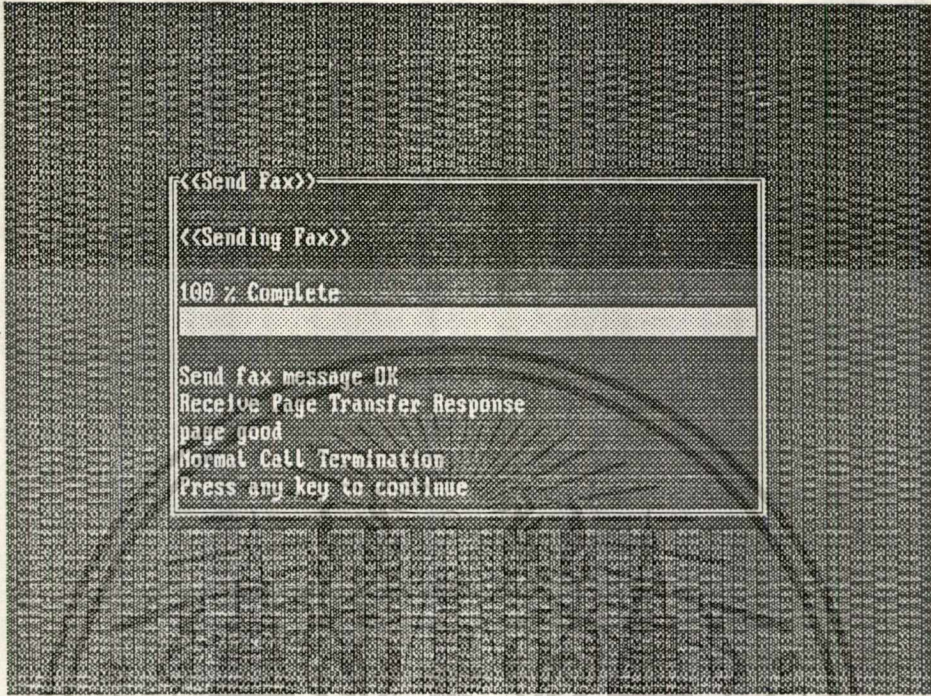 <<Send Fax>>
<<Sending Fax>>
100 % Complete
Send fax message OK
Receive Page Transfer Response
page good
Normal Call Termination
Press any key to continue